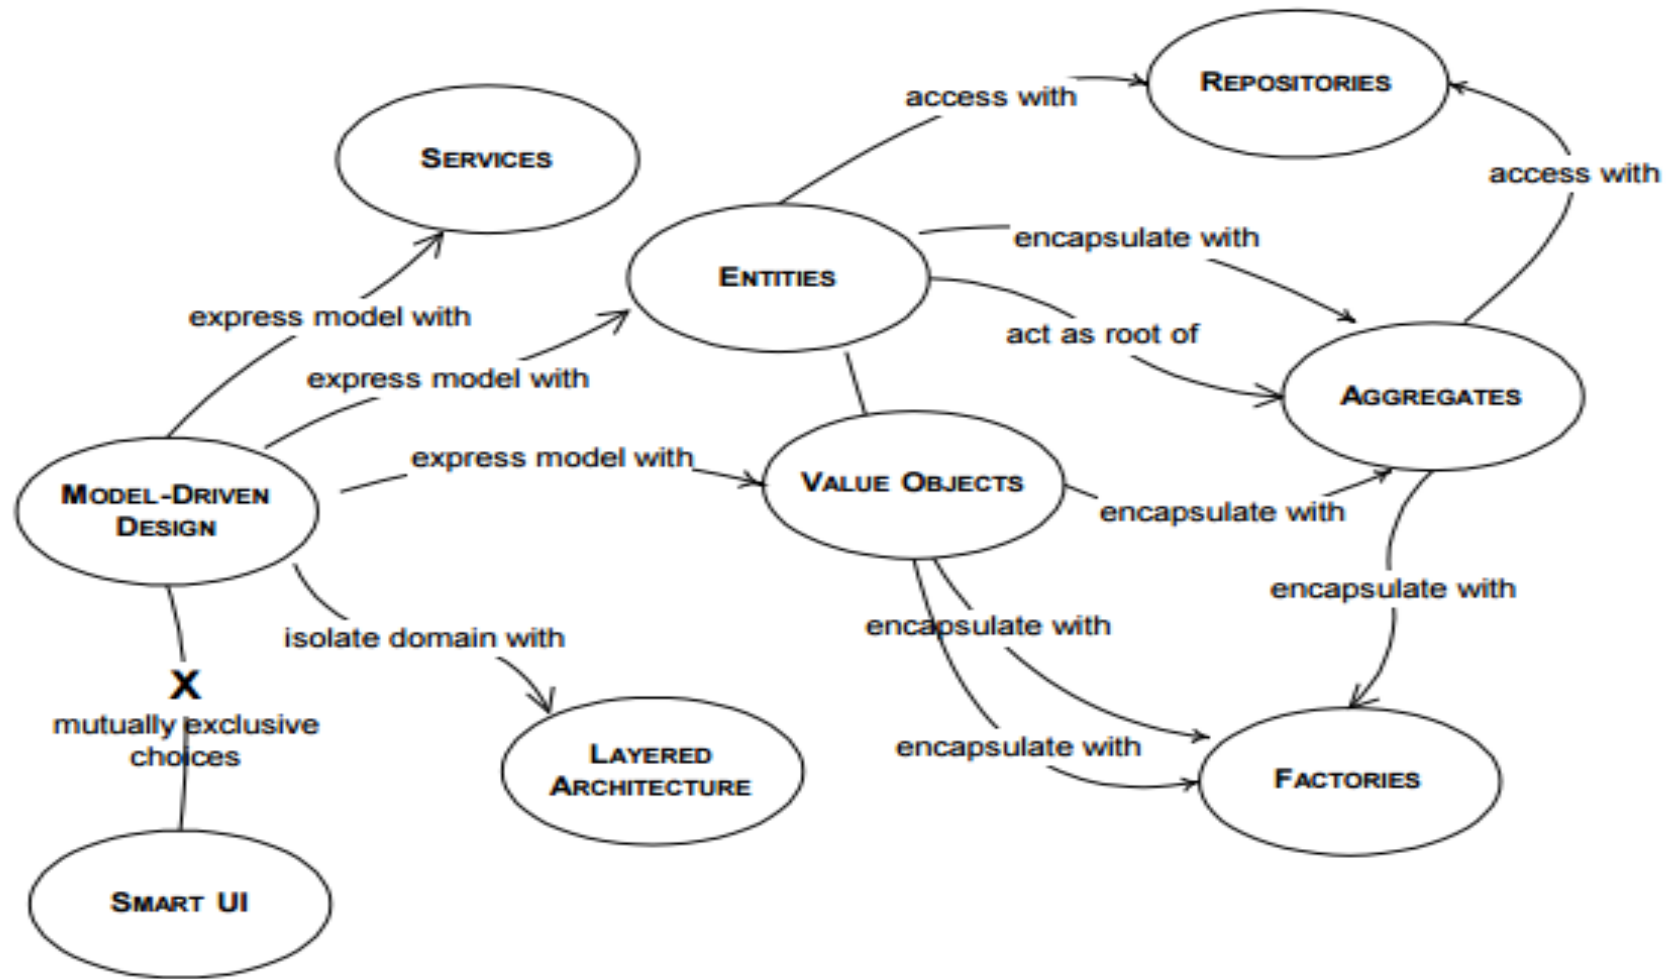 REPOSITORIES
access with
SERVICES
access with
encapsulate with
ENTITIES
express model with
act as root of
express model with
AGGREGATES
express model with
VALUE OBJECTS
MODEL-DRIVEN
DESIGN
encapsulate with
encapsulate with
encapsulate with
isolate domain with
X
mutually exclusive
choices
encapsulate with
LAYERED
ARCHITECTURE
FACTORIES
SMART UI